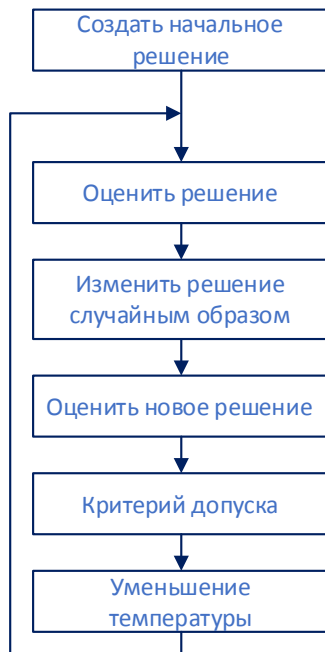 Создать начальное
решение
Оценить решение
Изменить решение
случайным образом
Оценить новое решение
Критерий допуска
Уменьшение
температуры